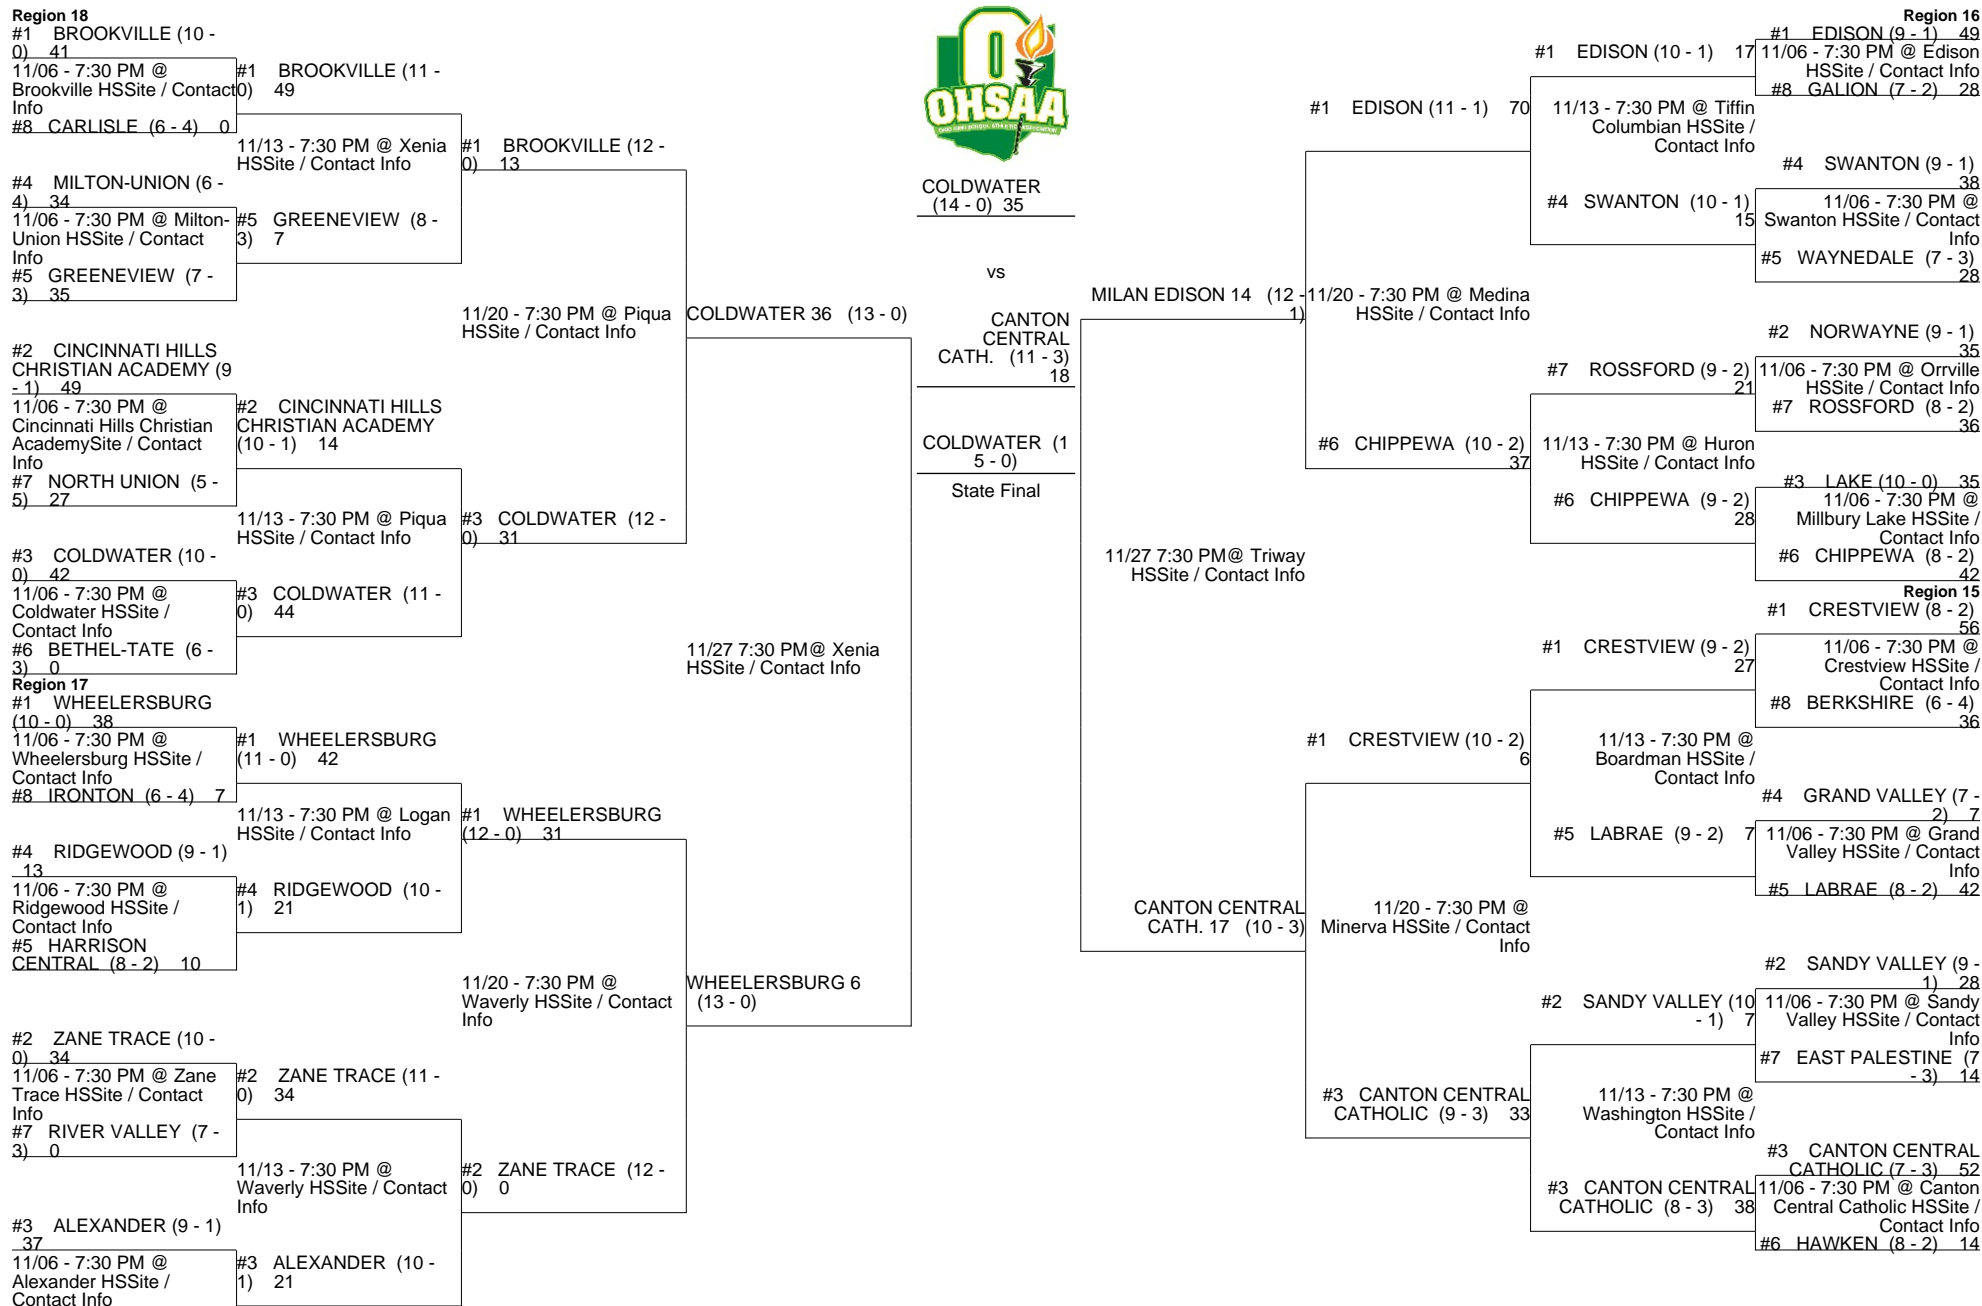 Region 18
#1 BROOKVILLE (10 -
0) 41
11/06 - 7:30 PM @
Brookville HSSite / Contact
Info
#8 CARLISLE (6 - 4) 0
#4 MILTON-UNION (6 -
4) 34
11/06 - 7:30 PM @ Milton-
Union HSSite / Contact
Info
#5 GREENEVIEW (7 -
3) 35
#2 CINCINNATI HILLS
CHRISTIAN ACADEMY (9
- 1) 49
11/06 - 7:30 PM @
Cincinnati Hills Christian
AcademySite / Contact
Info
#7 NORTH UNION (5 -
5) 27
#3 COLDWATER (10 -
0) 42
11/06 - 7:30 PM @
Coldwater HSSite /
Contact Info
#6 BETHEL-TATE (6 -
3) 0
Region 17
#1 WHEELERSBURG
(10 - 0) 38
11/06 - 7:30 PM @
Wheelersburg HSSite /
Contact Info
#8 IRONTON (6 - 4) 7
#4 RIDGEWOOD (9 - 1)
13
11/06 - 7:30 PM @
Ridgewood HSSite /
Contact Info
#5 HARRISON
CENTRAL (8 - 2) 10
#2 ZANE TRACE (10 -
0) 34
11/06 - 7:30 PM @ Zane
Trace HSSite / Contact
Info
#7 RIVER VALLEY (7 -
3) 0
#3 ALEXANDER (9 - 1)
37
11/06 - 7:30 PM @
Alexander HSSite /
Contact Info
#1 BROOKVILLE (11 -
0) 49
11/13 - 7:30 PM @ Xenia
HSSite / Contact Info
#5 GREENEVIEW (8 -
3) 7
#2 CINCINNATI HILLS
CHRISTIAN ACADEMY
(10 - 1) 14
11/13 - 7:30 PM @ Piqua
HSSite / Contact Info
#3 COLDWATER (11 -
0) 44
#1 WHEELERSBURG
(11 - 0) 42
11/13 - 7:30 PM @ Logan
HSSite / Contact Info
#4 RIDGEWOOD (10 -
1) 21
#2 ZANE TRACE (11 -
0) 34
11/13 - 7:30 PM @
Waverly HSSite / Contact
Info
#3 ALEXANDER (10 -
1) 21
#1 BROOKVILLE (12 -
0) 13
11/20 - 7:30 PM @ Piqua
HSSite / Contact Info
#3 COLDWATER (12 -
0) 31
#1 WHEELERSBURG
(12 - 0) 31
11/20 - 7:30 PM @
Waverly HSSite / Contact
Info
#2 ZANE TRACE (12 -
0) 0
COLDWATER 36 (13 - 0)
11/27 7:30 PM@ Xenia
HSSite / Contact Info
WHEELERSBURG 6
(13 - 0)
OHSAA
COLDWATER
(14 - 0) 35
vs
CANTON
CENTRAL
CATH. (11 - 3)
18
COLDWATER (1
5 - 0)
State Final
MILAN EDISON 14 (12 -
1)
11/27 7:30 PM@ Triway
HSSite / Contact Info
CANTON CENTRAL
CATH. 17 (10 - 3)
#1 EDISON (11 - 1) 70
11/20 - 7:30 PM @ Medina
HSSite / Contact Info
#6 CHIPPEWA (10 - 2)
37
#1 CRESTVIEW (10 - 2)
6
11/20 - 7:30 PM @
Minerva HSSite / Contact
Info
#3 CANTON CENTRAL
CATHOLIC (9 - 3) 33
#1 EDISON (10 - 1) 17
11/13 - 7:30 PM @ Tiffin
Columbian HSSite /
Contact Info
#4 SWANTON (10 - 1)
15
#7 ROSSFORD (9 - 2)
21
11/13 - 7:30 PM @ Huron
HSSite / Contact Info
#6 CHIPPEWA (9 - 2)
28
#1 CRESTVIEW (9 - 2)
27
11/13 - 7:30 PM @
Boardman HSSite /
Contact Info
#5 LABRAE (9 - 2) 7
#2 SANDY VALLEY (10
- 1) 7
11/13 - 7:30 PM @
Washington HSSite /
Contact Info
#3 CANTON CENTRAL
CATHOLIC (8 - 3) 38
Region 16
#1 EDISON (9 - 1) 49
11/06 - 7:30 PM @ Edison
HSSite / Contact Info
#8 GALION (7 - 2) 28
#4 SWANTON (9 - 1)
38
11/06 - 7:30 PM @
Swanton HSSite / Contact
Info
#5 WAYNEDALE (7 - 3)
28
#2 NORWAYNE (9 - 1)
35
11/06 - 7:30 PM @ Orrville
HSSite / Contact Info
#7 ROSSFORD (8 - 2)
36
#3 LAKE (10 - 0) 35
11/06 - 7:30 PM @
Millbury Lake HSSite /
Contact Info
#6 CHIPPEWA (8 - 2)
42
Region 15
#1 CRESTVIEW (8 - 2)
56
11/06 - 7:30 PM @
Crestview HSSite /
Contact Info
#8 BERKSHIRE (6 - 4)
36
#4 GRAND VALLEY (7 -
2) 7
11/06 - 7:30 PM @ Grand
Valley HSSite / Contact
Info
#5 LABRAE (8 - 2) 42
#2 SANDY VALLEY (9 -
1) 28
11/06 - 7:30 PM @ Sandy
Valley HSSite / Contact
Info
#7 EAST PALESTINE (7
- 3) 14
#3 CANTON CENTRAL
CATHOLIC (7 - 3) 52
11/06 - 7:30 PM @ Canton
Central Catholic HSSite /
Contact Info
#6 HAWKEN (8 - 2) 14